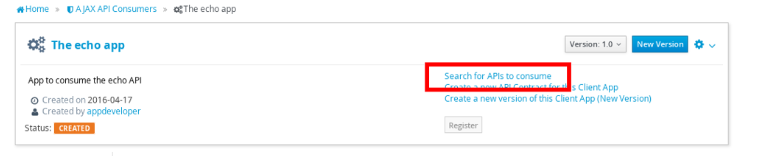 Home » AJAX API Consumers » The echo app
The echo app
Version: 1.0
New Version
App to consume the echo API
Search for APIs to consume
Create a new API Contract for this Client App
Create a new version of this Client App (New Version)
Created on 2016-04-17
Created by appdeveloper
Status: CREATED
Register